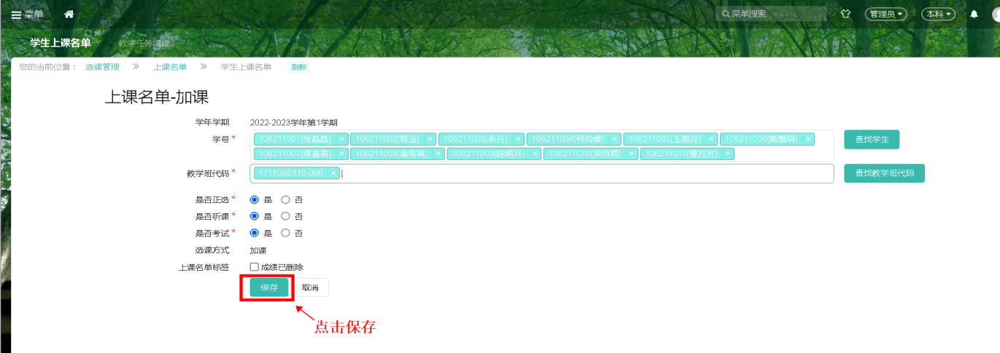 菜单 菜单搜索 管理员 本科
学生上课名单 教学任务填报
您的当前位置： 选课管理 » 上课名单 » 学生上课名单 刷新
上课名单-加课
学年学期 2022-2023学年第1学期
学号 * 106211001(张晶晶) × 106211002(韩玉) × 106211003(余丹) × 106211004(柯玲睿) × 106211005(王星月) × 106211006(熊慧娟) × 查找学生
106211007(傅晨茜) × 106211008(袁蓓蓓) × 106211009(陈炳月) × 106211010(束雨桐) × 106211011(曹方方) ×
教学班代码 * 17110A0110-006 × 查找教学班代码
是否正选 * 是 否
是否听课 * 是 否
是否考试 * 是 否
选课方式 加课
上课名单标签 成绩已删除
保存 取消
点击保存